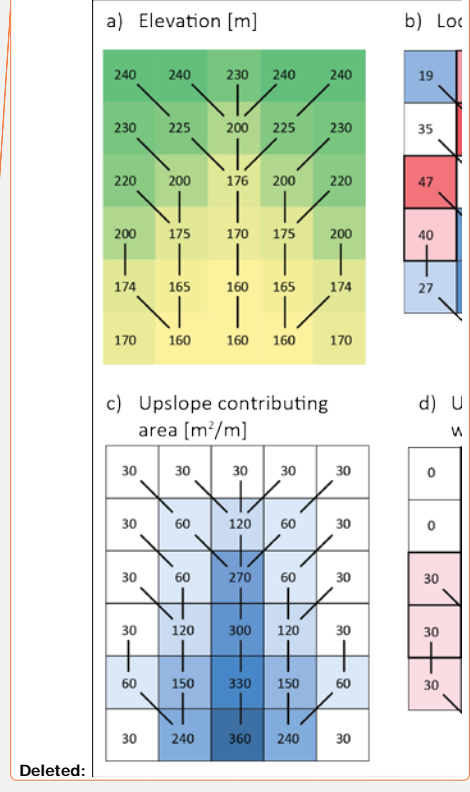 a) Elevation [m]
b) Loc
240 240 230 240 240
19
230 225 200 225 230
35
220 200 176 200 220
47
200 175 170 175 200
40
174 165 160 165 174
27
170 160 160 160 170
c) Upslope contributing
area [m²/m]
d) U
w
30 30 30 30 30
0
30 60 120 60 30
0
30 60 270 60 30
30
30 120 300 120 30
30
60 150 330 150 60
30
30 240 360 240 30
Deleted: